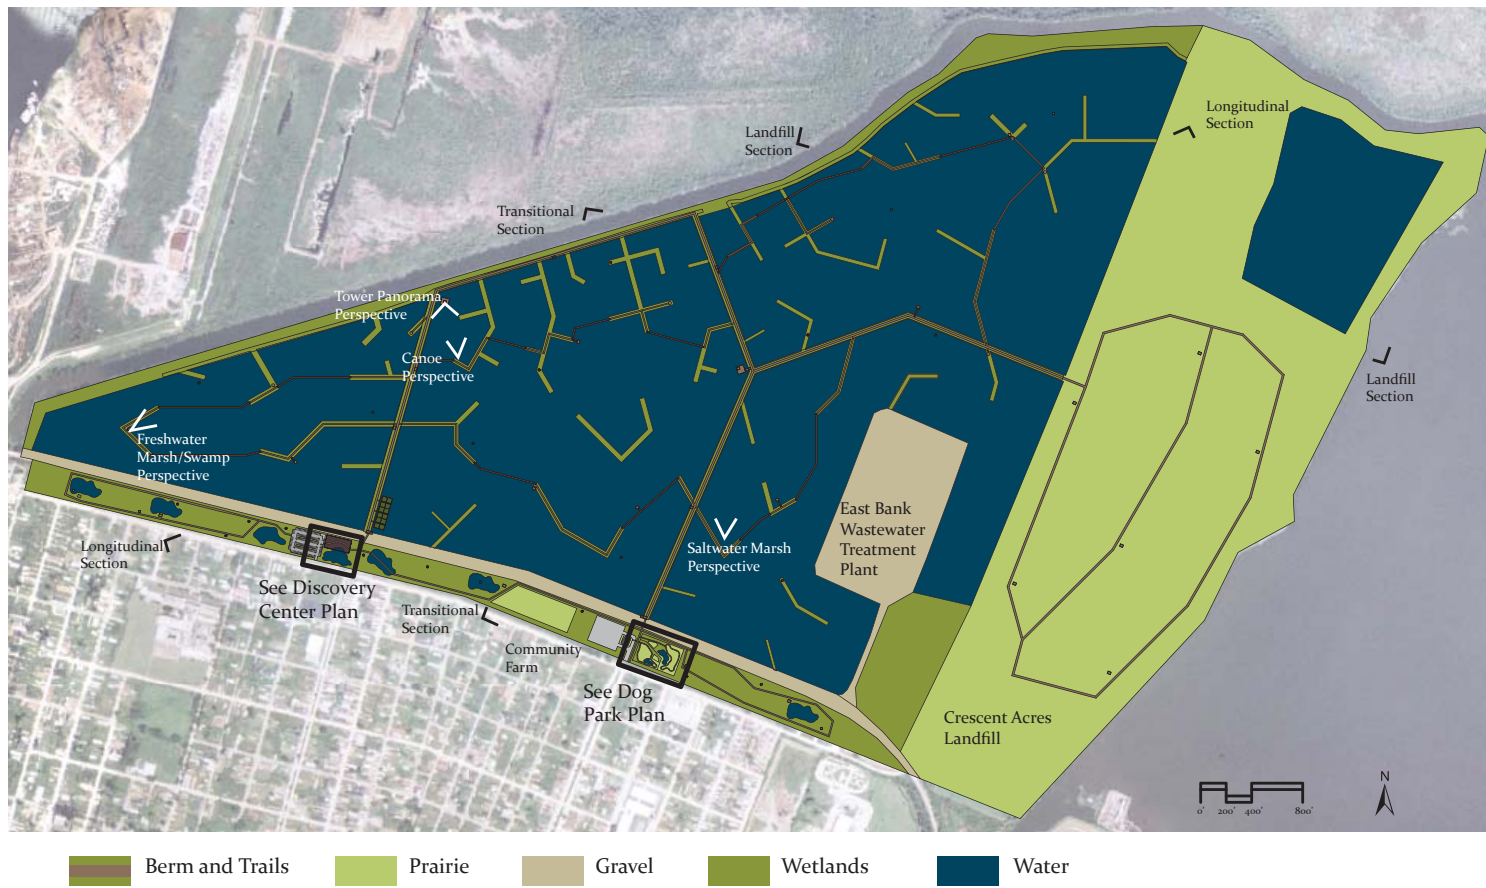 Longitudinal
Section
Landfill
Section
Transitional
Section
Tower Panorama
Perspective
Canoe
Perspective
Landfill
Section
Freshwater
Marsh/Swamp
Perspective
East Bank
Wastewater
Treatment
Plant
Longitudinal
Section
Saltwater Marsh
Perspective
See Discovery
Center Plan
Transitional
Section
Community
Farm
See Dog
Park Plan
Crescent Acres
Landfill
N
0' 200' 400' 800'
Berm and Trails Prairie Gravel Wetlands Water